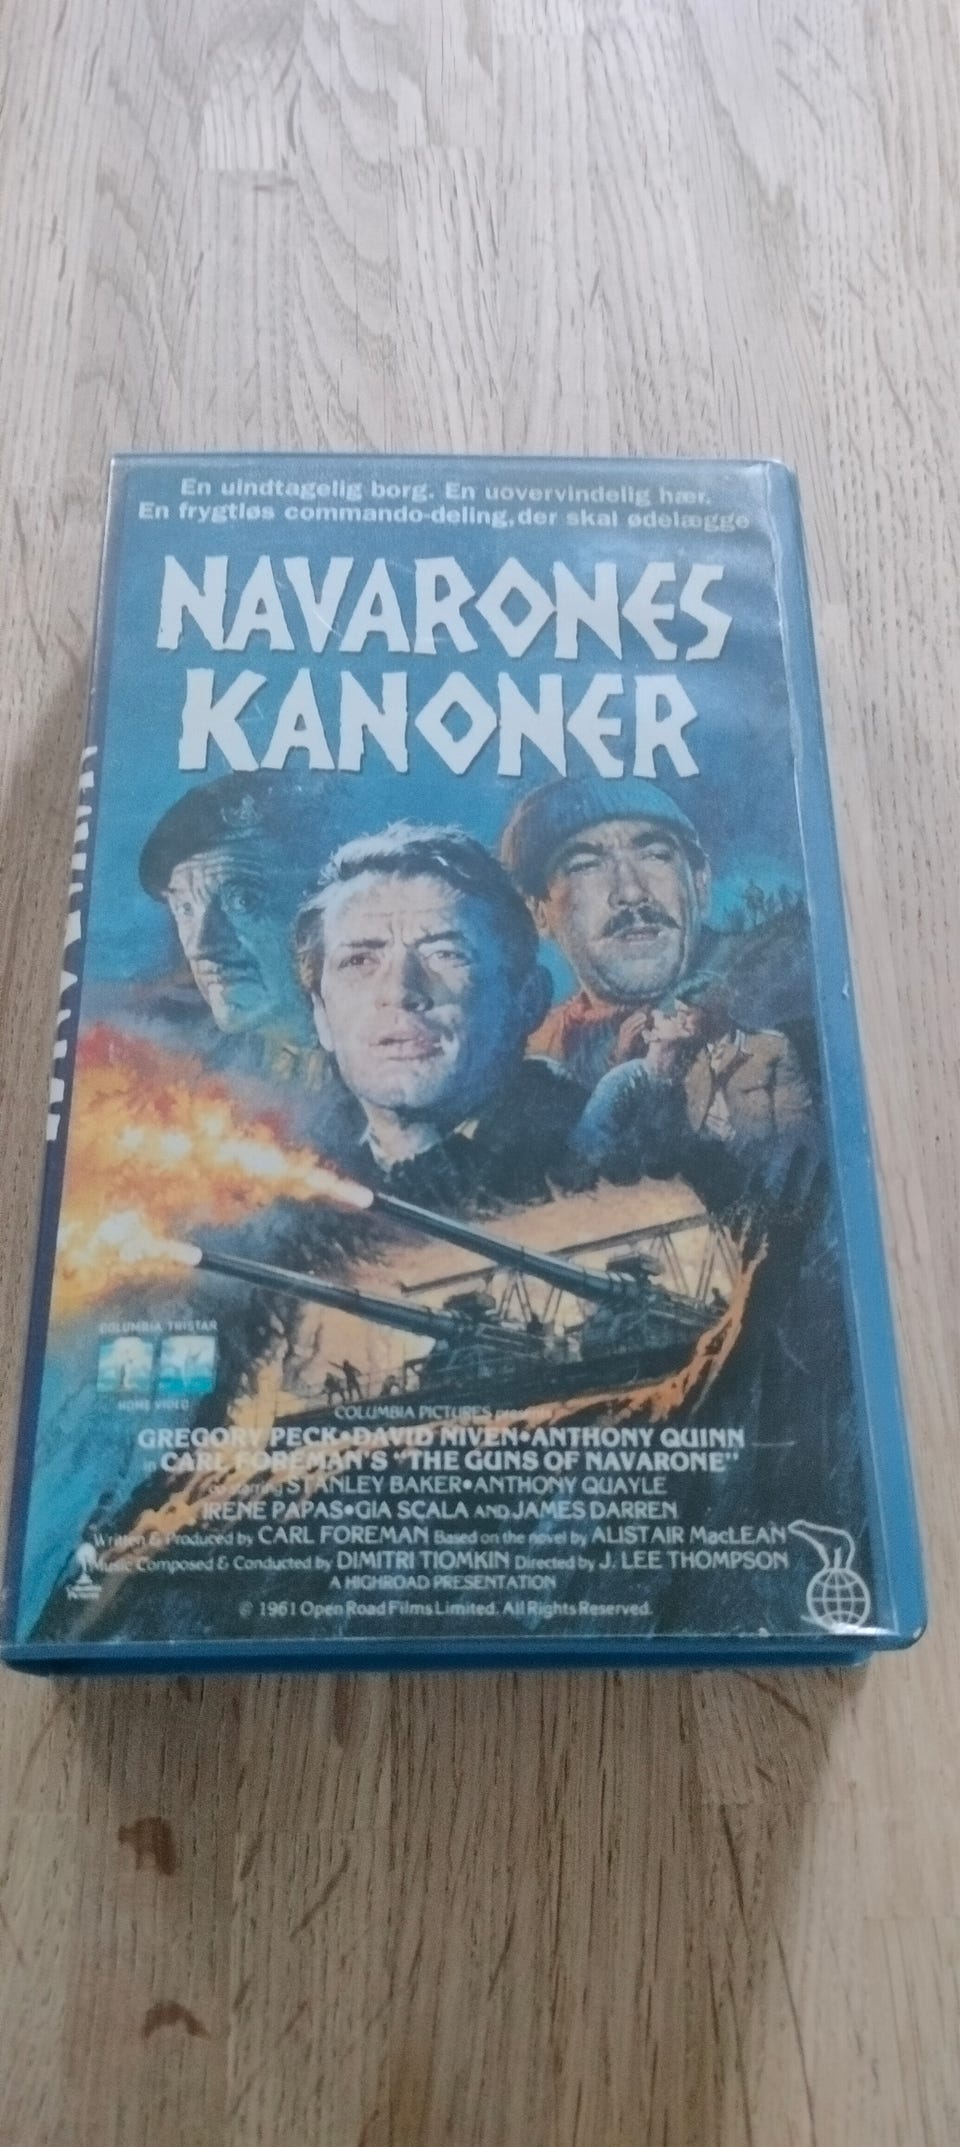 En uindtagelig borg. En uovervindelig hær.
En frygtløs commando-deling, der skal ødelægge
NAVARONES
KANONER
COLUMBIA TRISTAR
HOME VIDEO
COLUMBIA PICTURES
GREGORY PECK•DAVID NIVEN•ANTHONY QUINN
in CARL FOREMAN'S "THE GUNS OF NAVARONE"
co-starring STANLEY BAKER•ANTHONY QUAYLE
IRENE PAPAS•GIA SCALA AND JAMES DARREN
Written & Produced by CARL FOREMAN Based on the novel by ALISTAIR MacLEAN
Music Composed & Conducted by DIMITRI TIOMKIN Directed by J. LEE THOMPSON
A HIGHROAD PRESENTATION
© 1961 Open Road Films Limited. All Rights Reserved.